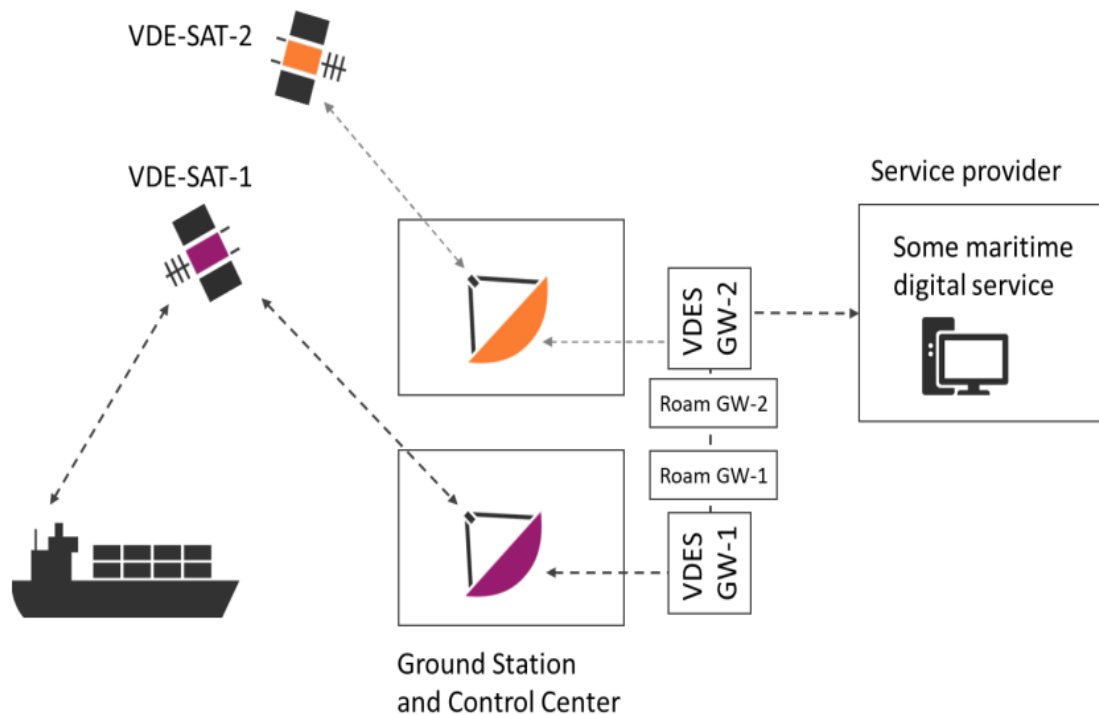 VDE-SAT-2
VDE-SAT-1
Service provider
Some maritime
digital service
VDES
GW-2
Roam GW-2
Roam GW-1
VDES
GW-1
Ground Station
and Control Center